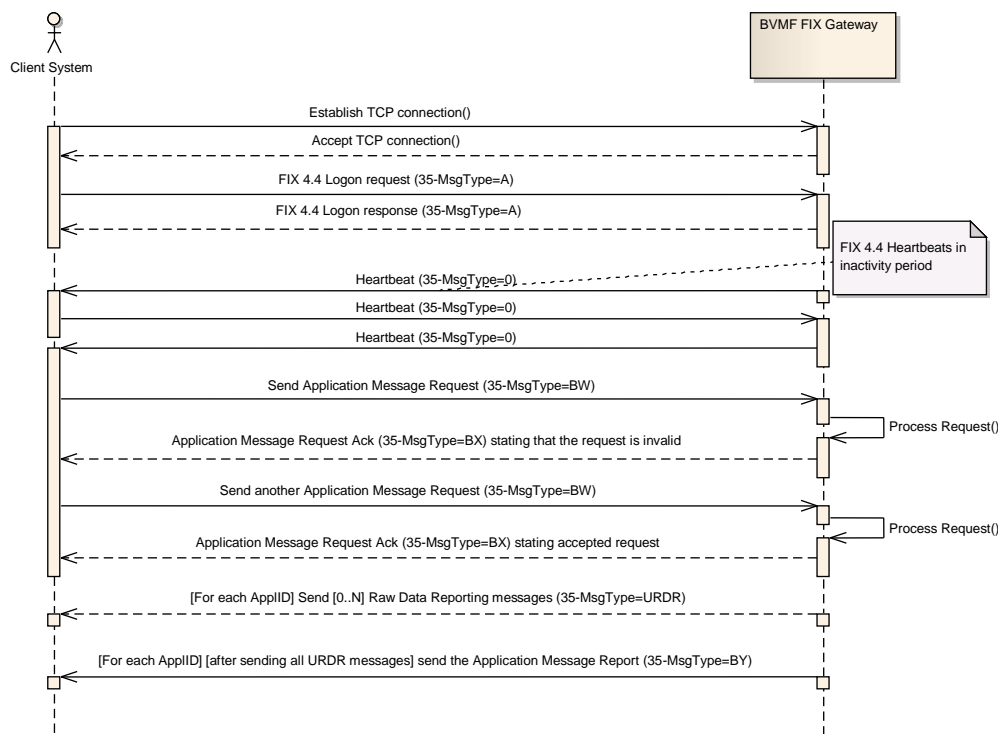 BVMF FIX Gateway
Client System
Establish TCP connection()
Accept TCP connection()
FIX 4.4 Logon request (35-MsgType=A)
FIX 4.4 Logon response (35-MsgType=A)
FIX 4.4 Heartbeats in
inactivity period
Heartbeat (35-MsgType=0)
Heartbeat (35-MsgType=0)
Heartbeat (35-MsgType=0)
Send Application Message Request (35-MsgType=BW)
Process Request()
Application Message Request Ack (35-MsgType=BX) stating that the request is invalid
Send another Application Message Request (35-MsgType=BW)
Process Request()
Application Message Request Ack (35-MsgType=BX) stating accepted request
[For each ApplID] Send [0..N] Raw Data Reporting messages (35-MsgType=URDR)
[For each ApplID] [after sending all URDR messages] send the Application Message Report (35-MsgType=BY)